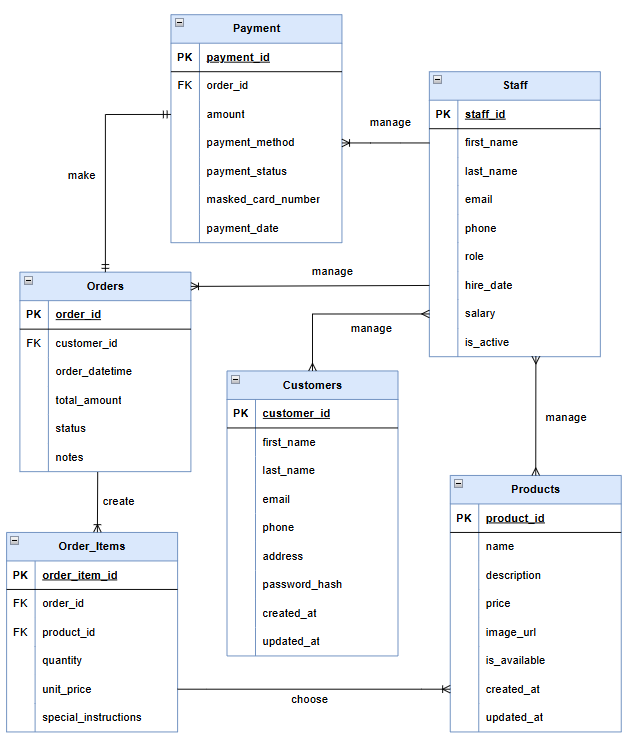 Payment
PK payment_id
FK order_id
amount
payment_method
payment_status
masked_card_number
payment_date
Staff
PK staff_id
first_name
last_name
email
phone
role
hire_date
salary
is_active
manage
make
manage
manage
manage
Orders
PK order_id
FK customer_id
order_datetime
total_amount
status
notes
Customers
PK customer_id
first_name
last_name
email
phone
address
password_hash
created_at
updated_at
create
Order_Items
PK order_item_id
FK order_id
FK product_id
quantity
unit_price
special_instructions
choose
Products
PK product_id
name
description
price
image_url
is_available
created_at
updated_at